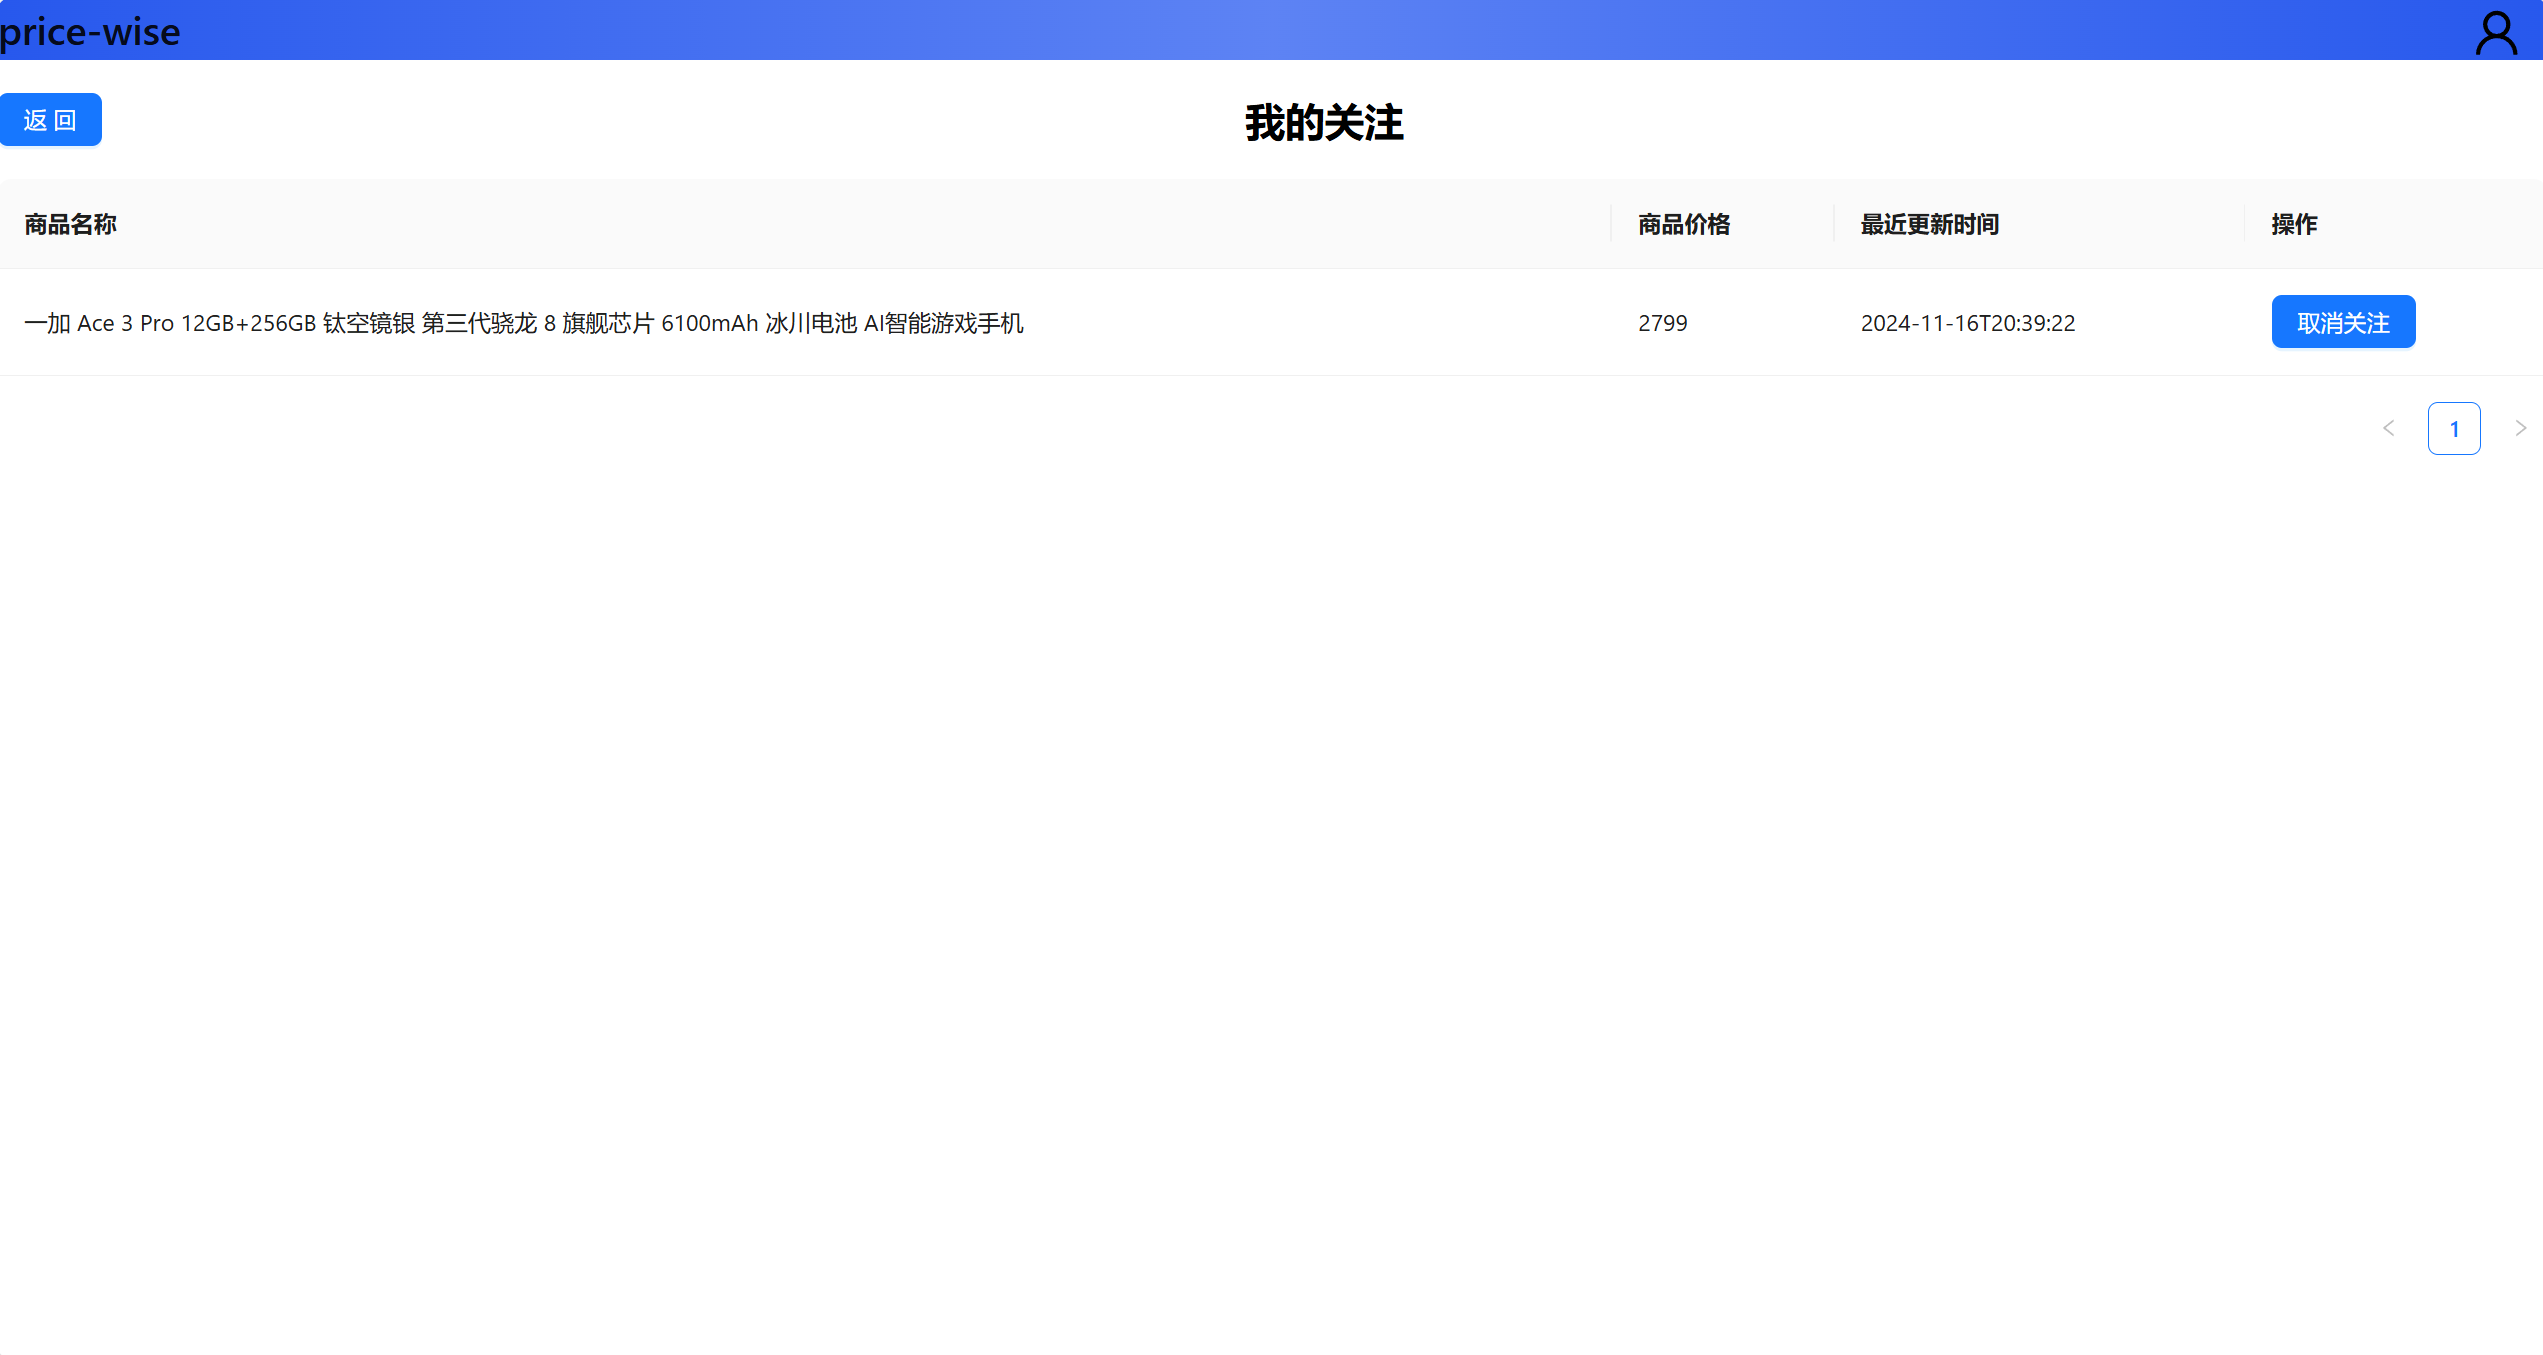 price-wise
返 回
我的关注
商品名称 商品价格 最近更新时间 操作
一加 Ace 3 Pro 12GB+256GB 钛空镜银 第三代骁龙 8 旗舰芯片 6100mAh 冰川电池 AI智能游戏手机 2799 2024-11-16T20:39:22 取消关注
1